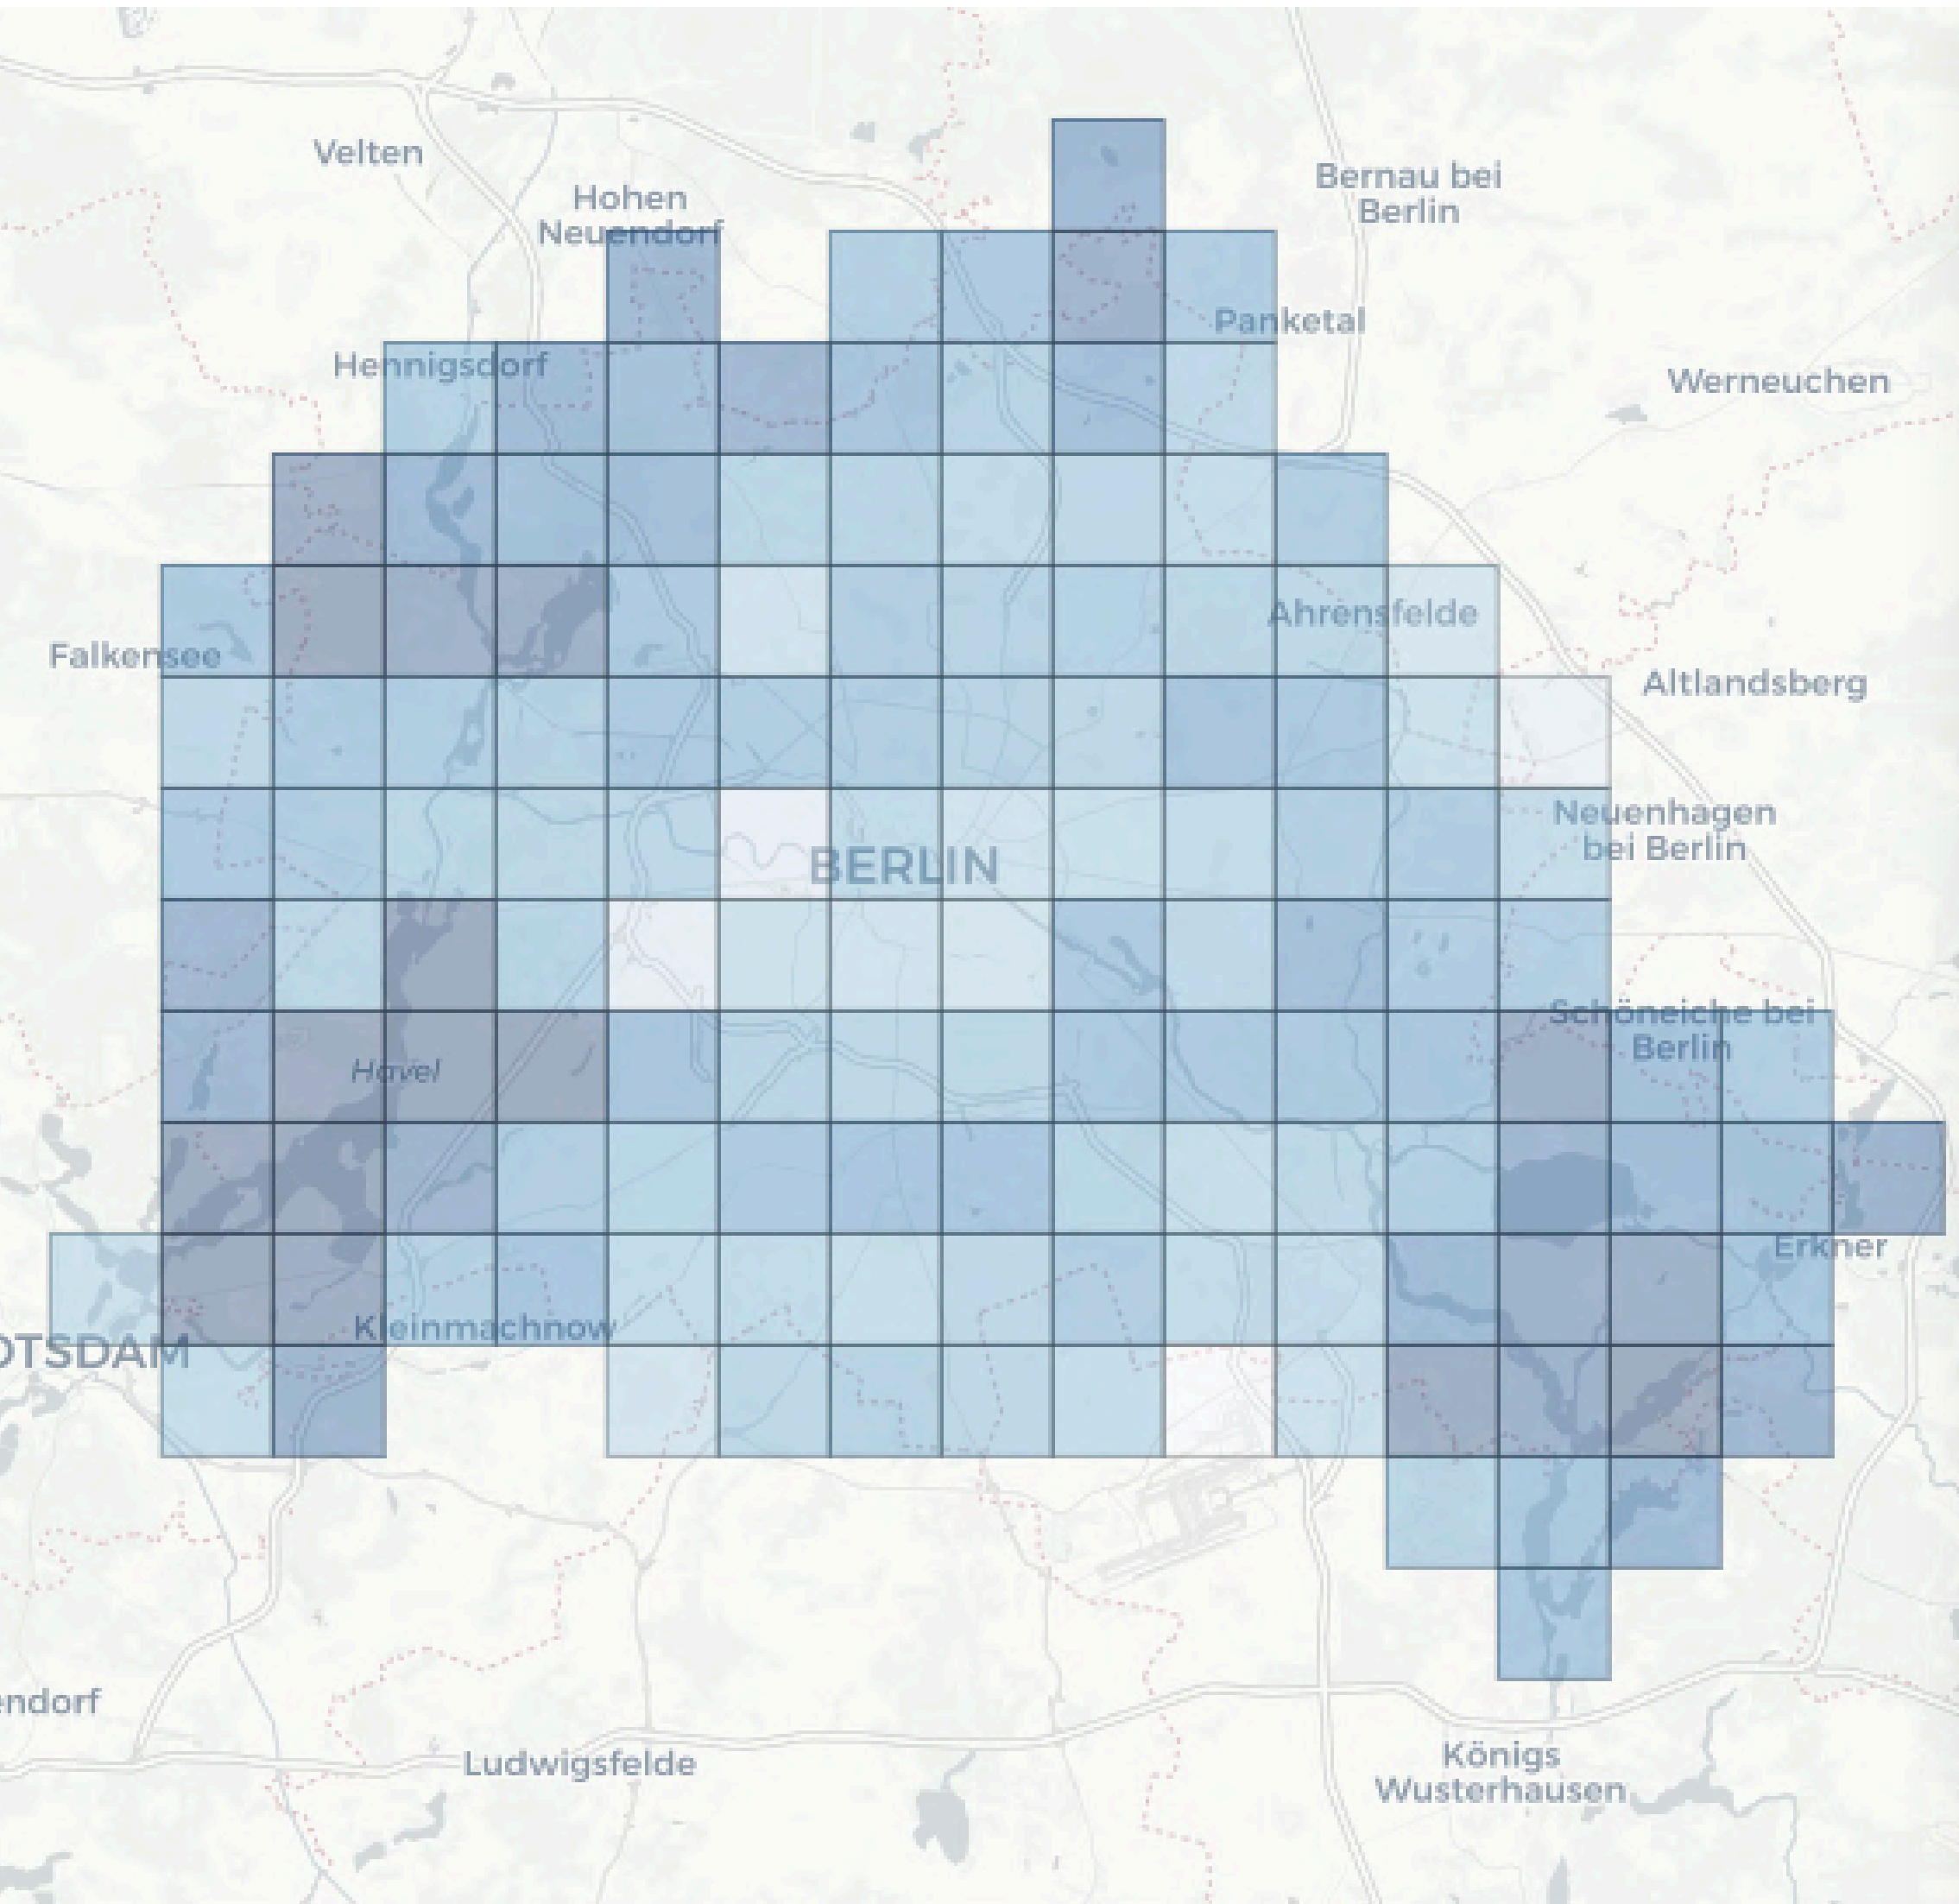 Velten
Hohen
Neuendorf
Bernau bei
Berlin
Panketal
Hennigsdorf
Werneuchen
Ahrensfelde
Falkensee
Altlandsberg
Neuenhagen
bei Berlin
BERLIN
Schöneiche bei
Berlin
Havel
Erkner
Kleinmachnow
OTSDAM
endorf
Ludwigsfelde
Königs
Wusterhausen